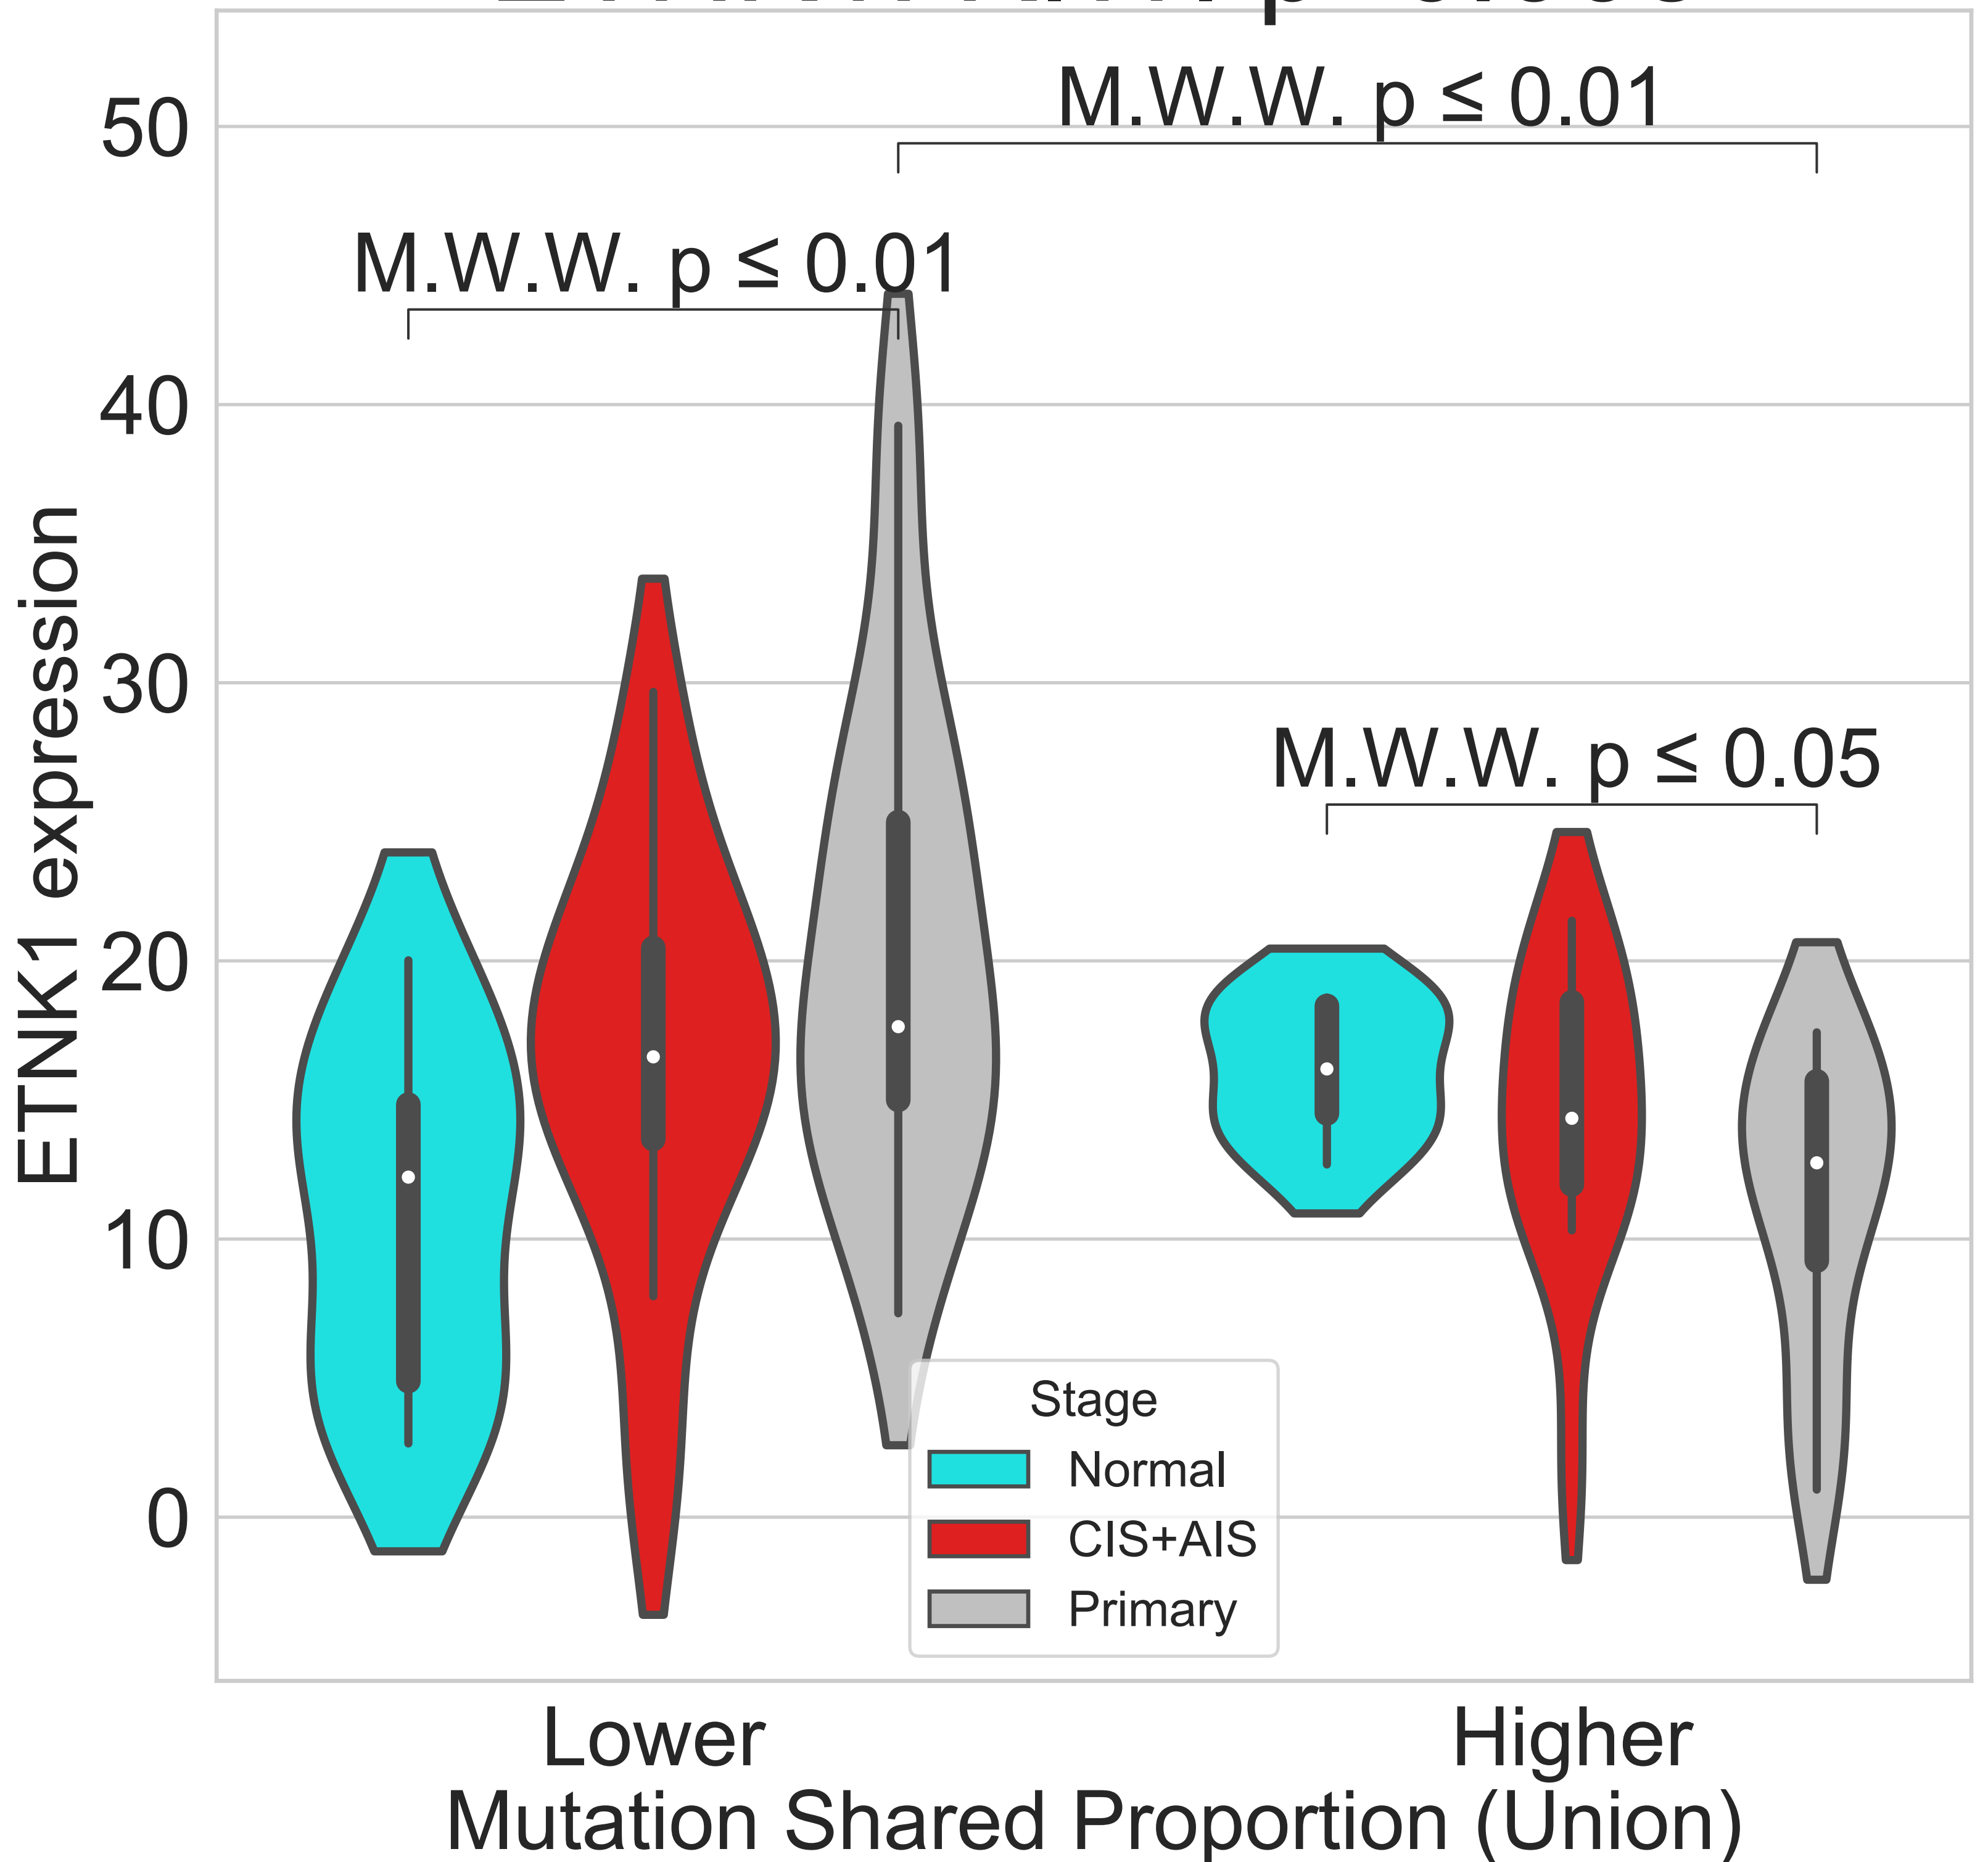 M.W.W. p ≤ 0.01
M.W.W. p ≤ 0.01
M.W.W. p ≤ 0.05
50
40
30
20
10
0
ETNK1 expression
Stage
Normal
CIS+AIS
Primary
Lower
Higher
Mutation Shared Proportion (Union)